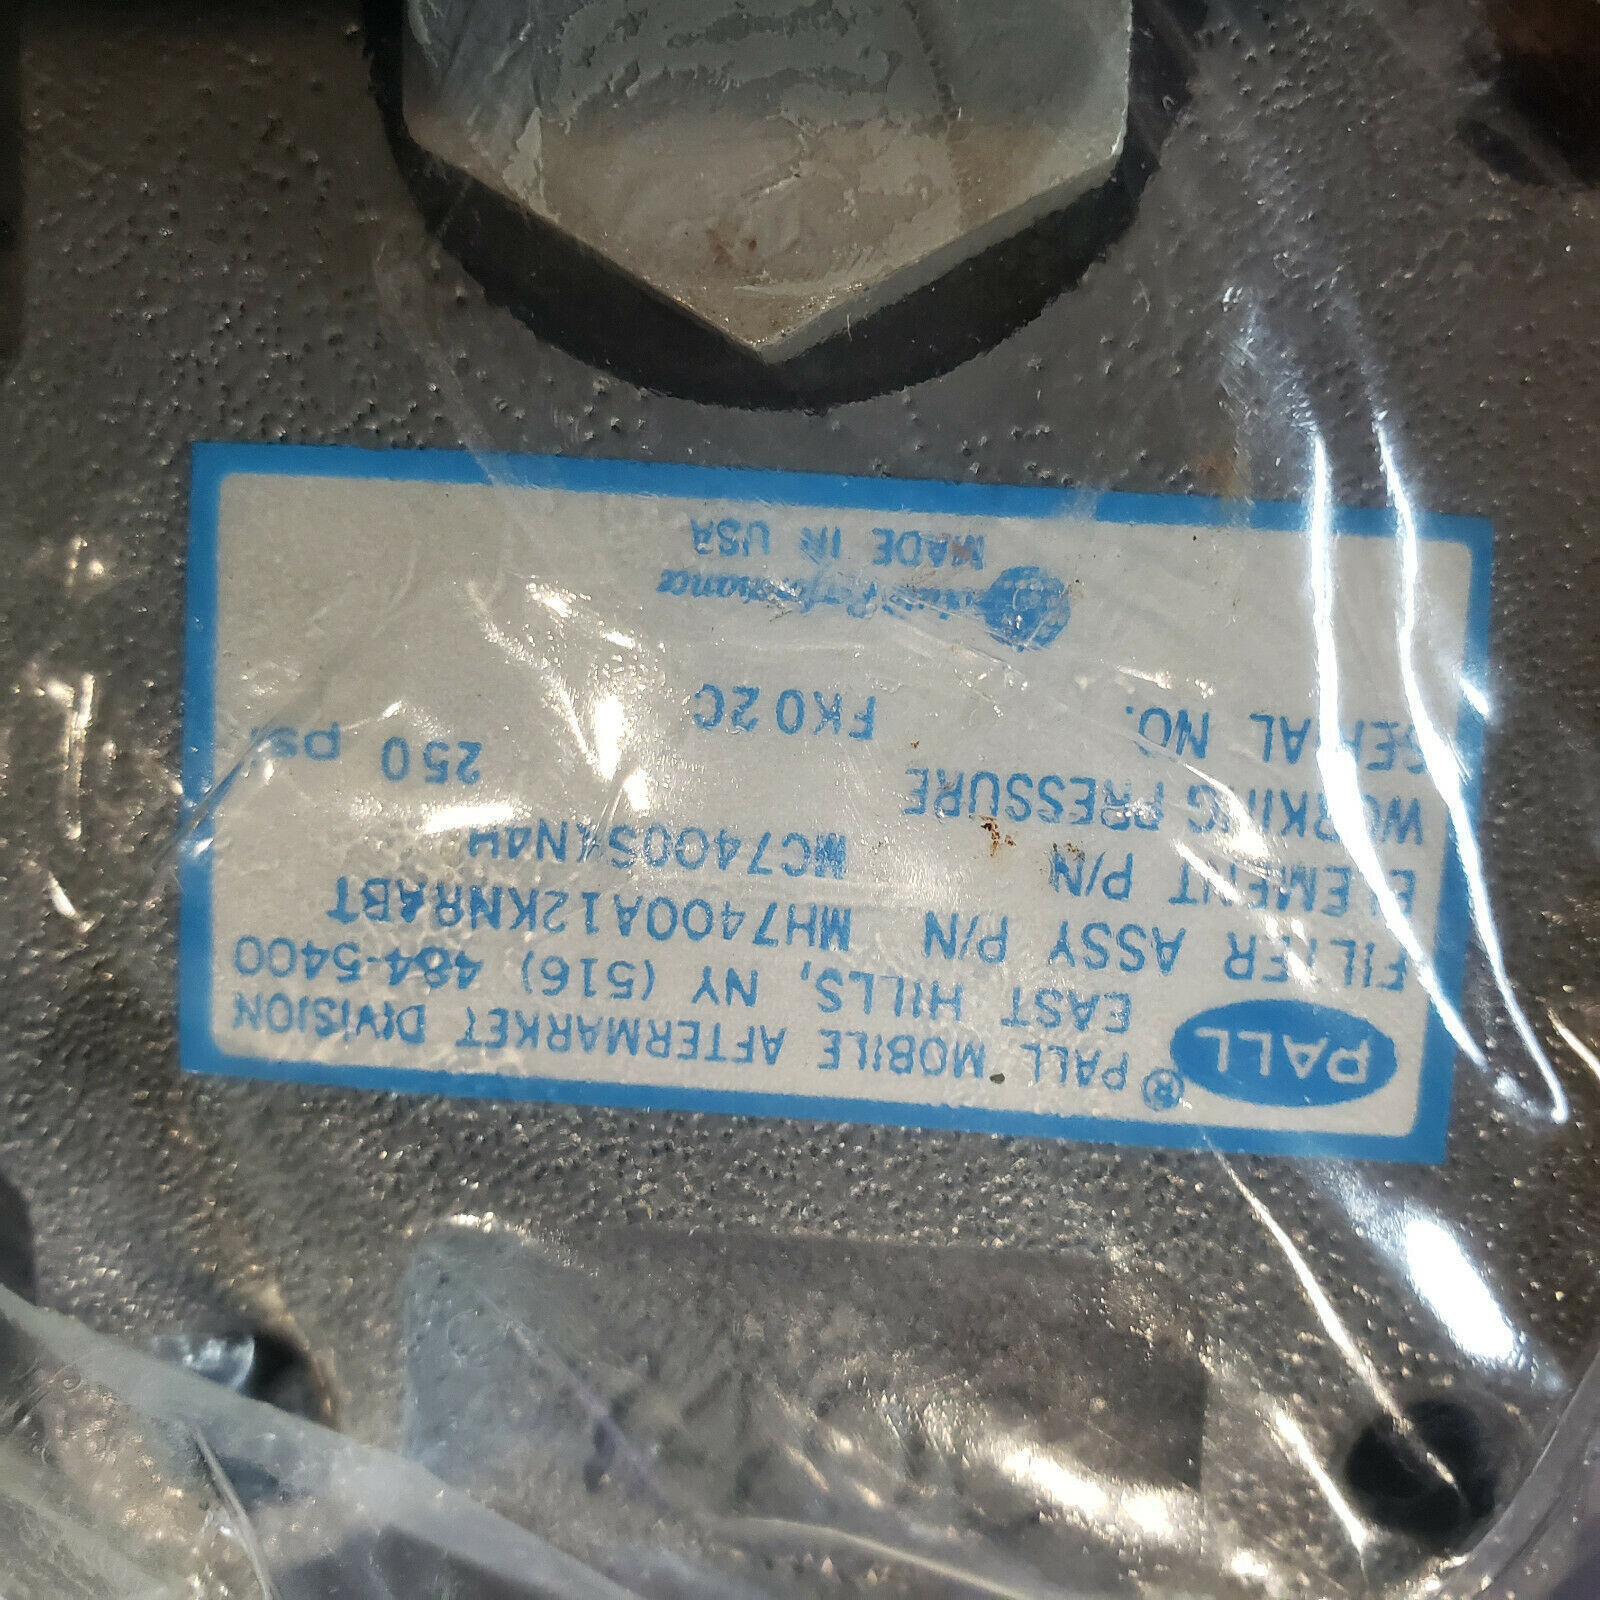 PALL® PALL MOBILE AFTERMARKET DIVISION
EAST HILLS, NY (516) 484-5400
FILTER ASSY P/N MH7400A12KNRABT
ELEMENT P/N
WORKING PRESSURE 250 psi
SERIAL NO. FK02C
Performance
MADE IN USA